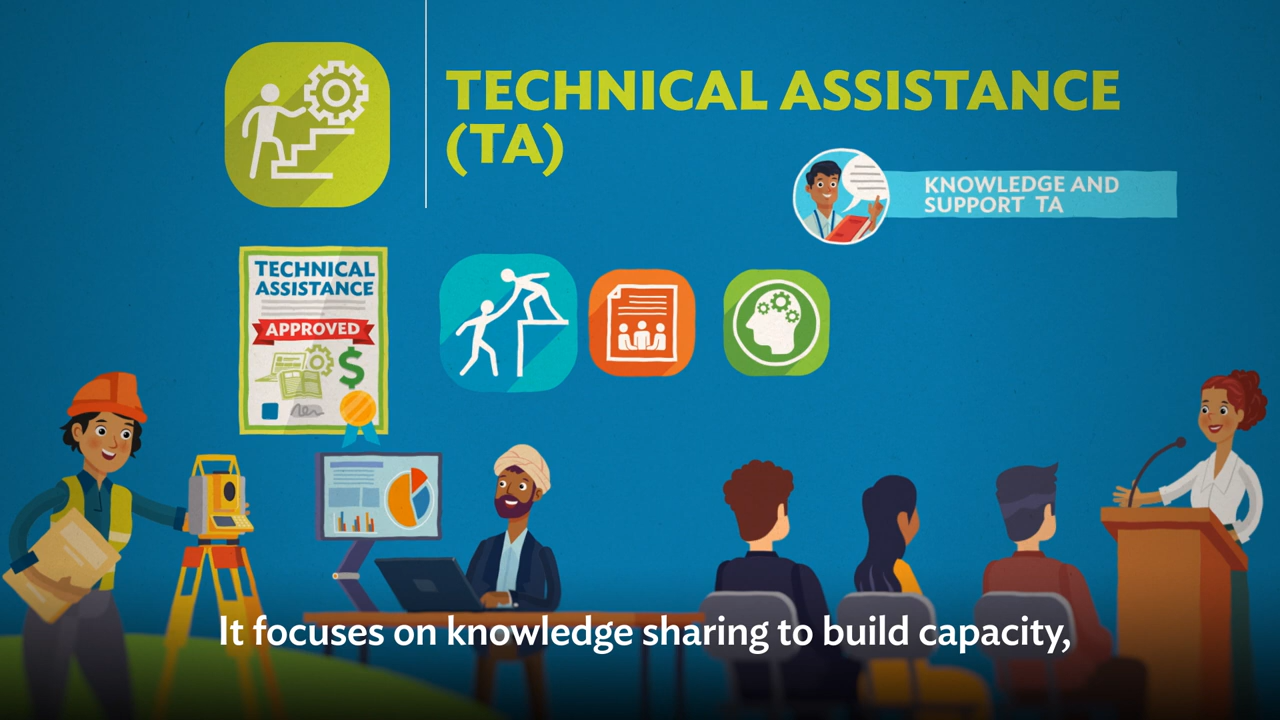 TECHNICAL ASSISTANCE
(TA)
KNOWLEDGE AND
SUPPORT TA
TECHNICAL
ASSISTANCE
APPROVED
$
It focuses on knowledge sharing to build capacity,